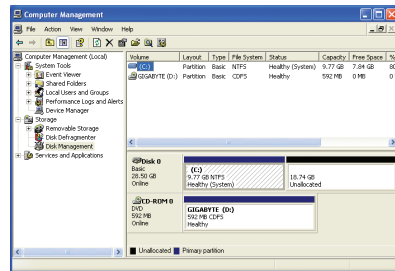 Computer Management
File Action View Window Help
Computer Management (Local)
System Tools
Event Viewer
Shared Folders
Local Users and Groups
Performance Logs and Alerts
Device Manager
Storage
Removable Storage
Disk Defragmenter
Disk Management
Services and Applications
Volume Layout Type File System Status Capacity Free Space %
(C:) Partition Basic NTFS Healthy (System) 9.77 GB 7.84 GB 80
GIGABYTE (D:) Partition Basic CDFS Healthy 592 MB 0 MB 0
Disk 0
Basic
28.50 GB
Online
(C:)
9.77 GB NTFS
Healthy (System)
18.74 GB
Unallocated
CD-ROM 0
DVD
592 MB
Online
GIGABYTE (D:)
592 MB CDFS
Healthy
Unallocated Primary partition